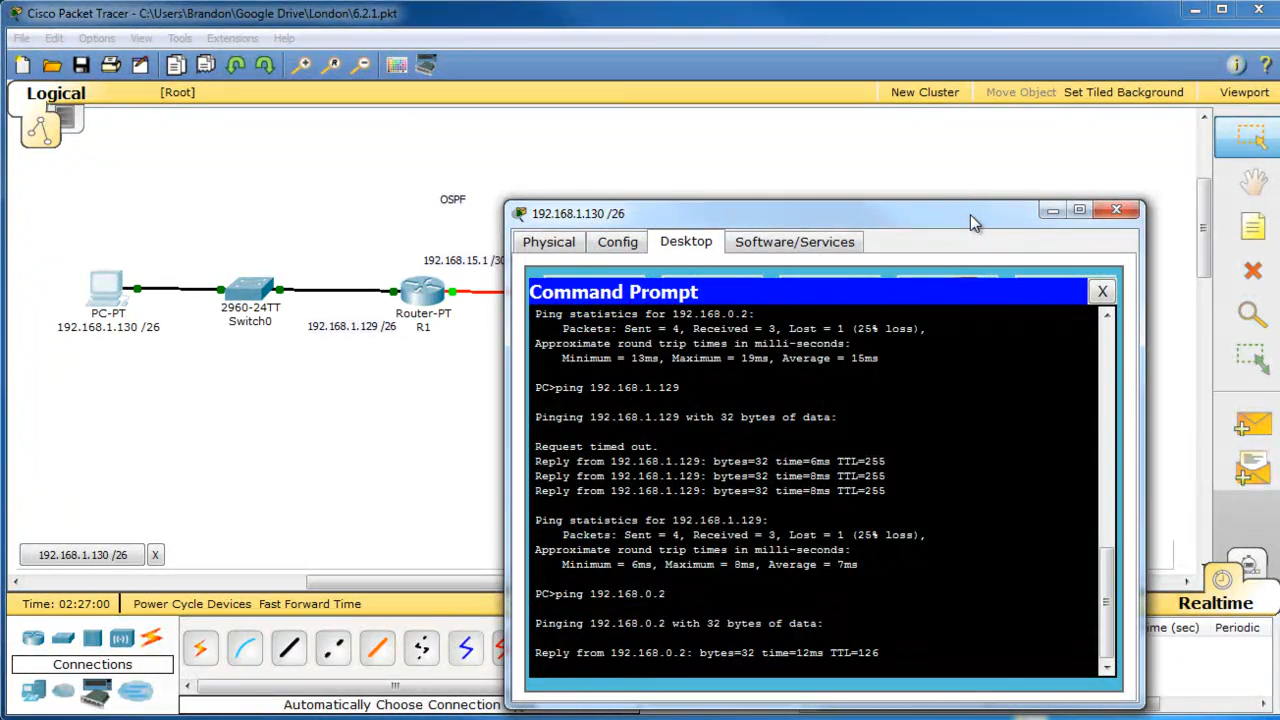 Cisco Packet Tracer - C:\Users\Brandon\Google Drive\London\6.2.1.pkt
File Edit Options View Tools Extensions Help
Logical [Root] New Cluster Move Object Set Tiled Background Viewport
OSPF
192.168.15.1 /30
PC-PT
192.168.1.130 /26
2960-24TT
Switch0
192.168.1.129 /26
Router-PT
R1
192.168.1.130 /26
Physical Config Desktop Software/Services
Command Prompt X
Ping statistics for 192.168.0.2:
Packets: Sent = 4, Received = 3, Lost = 1 (25% loss),
Approximate round trip times in milli-seconds:
Minimum = 13ms, Maximum = 19ms, Average = 15ms
PC>ping 192.168.1.129
Pinging 192.168.1.129 with 32 bytes of data:
Request timed out.
Reply from 192.168.1.129: bytes=32 time=6ms TTL=255
Reply from 192.168.1.129: bytes=32 time=8ms TTL=255
Reply from 192.168.1.129: bytes=32 time=8ms TTL=255
Ping statistics for 192.168.1.129:
Packets: Sent = 4, Received = 3, Lost = 1 (25% loss),
Approximate round trip times in milli-seconds:
Minimum = 6ms, Maximum = 8ms, Average = 7ms
PC>ping 192.168.0.2
Pinging 192.168.0.2 with 32 bytes of data:
Reply from 192.168.0.2: bytes=32 time=12ms TTL=126
192.168.1.130 /26 X
Time: 02:27:00 Power Cycle Devices Fast Forward Time
Realtime
(sec) Periodic
Connections
Automatically Choose Connection